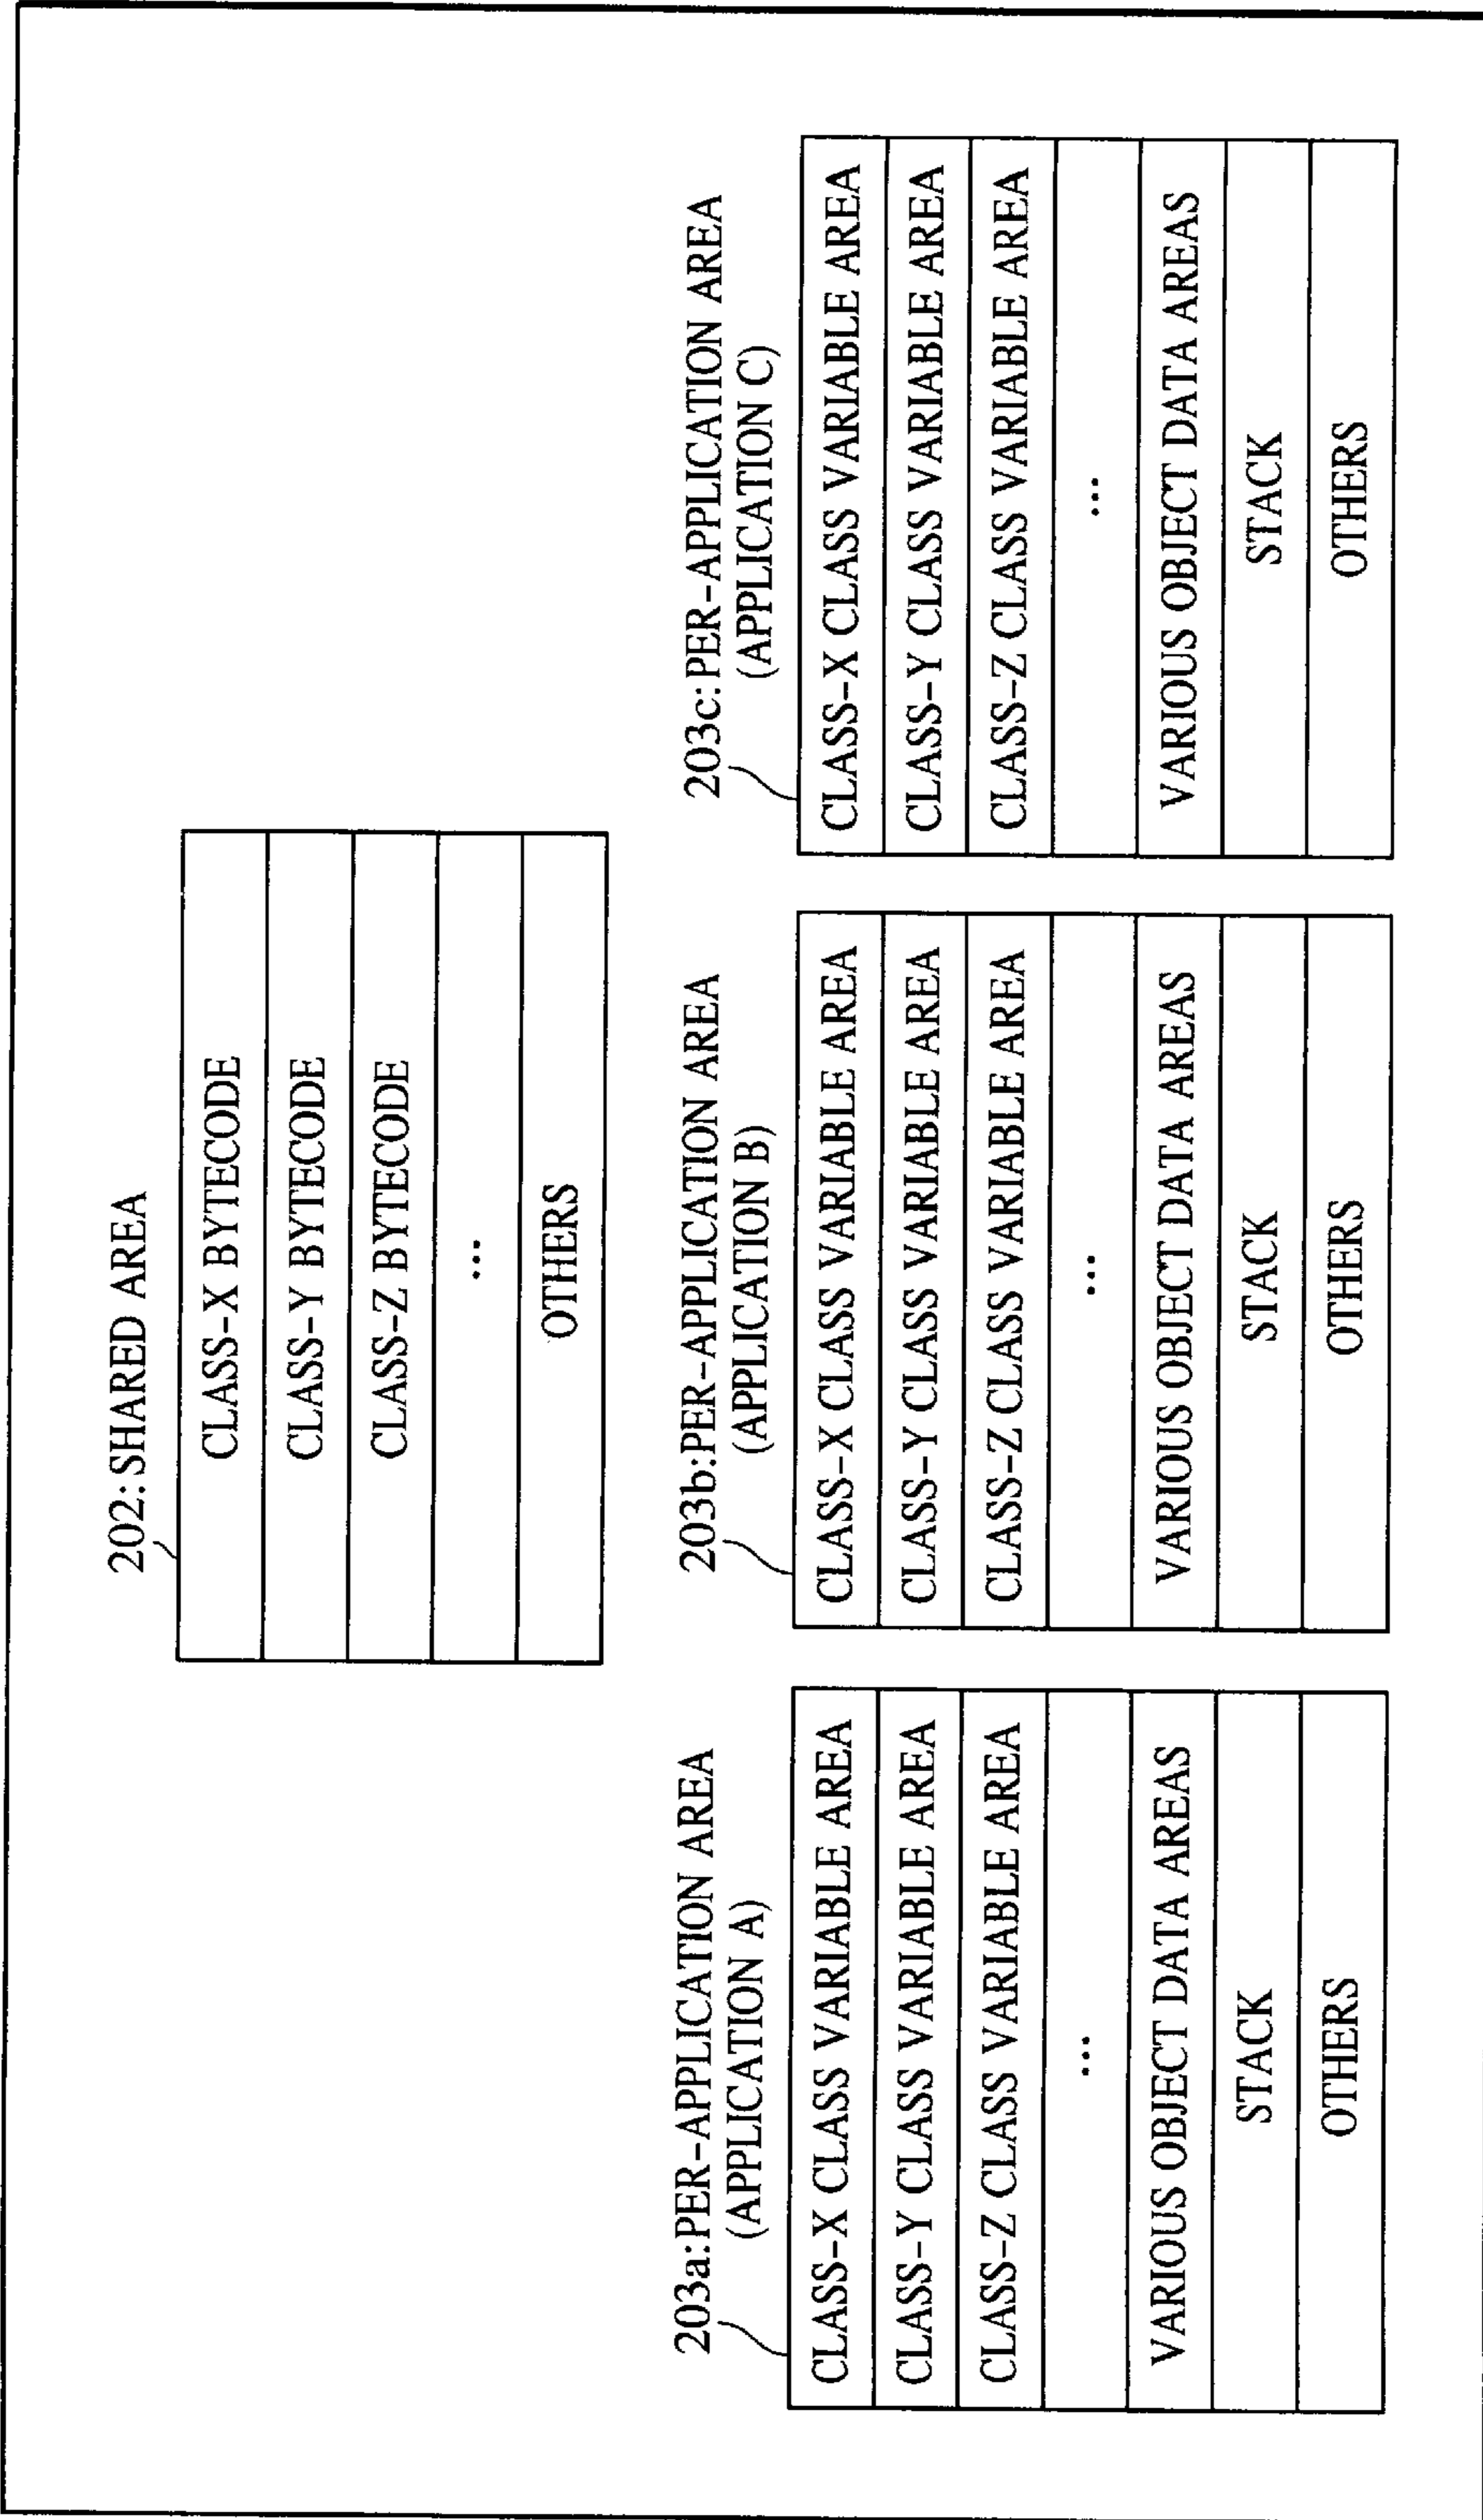 202:SHARED AREA
CLASS-X BYTECODE
CLASS-Y BYTECODE
CLASS-Z BYTECODE
...
OTHERS
203a:PER-APPLICATION AREA
(APPLICATION A)
CLASS-X CLASS VARIABLE AREA
CLASS-Y CLASS VARIABLE AREA
CLASS-Z CLASS VARIABLE AREA
...
VARIOUS OBJECT DATA AREAS
STACK
OTHERS
203b:PER-APPLICATION AREA
(APPLICATION B)
CLASS-X CLASS VARIABLE AREA
CLASS-Y CLASS VARIABLE AREA
CLASS-Z CLASS VARIABLE AREA
...
VARIOUS OBJECT DATA AREAS
STACK
OTHERS
203c:PER-APPLICATION AREA
(APPLICATION C)
CLASS-X CLASS VARIABLE AREA
CLASS-Y CLASS VARIABLE AREA
CLASS-Z CLASS VARIABLE AREA
...
VARIOUS OBJECT DATA AREAS
STACK
OTHERS